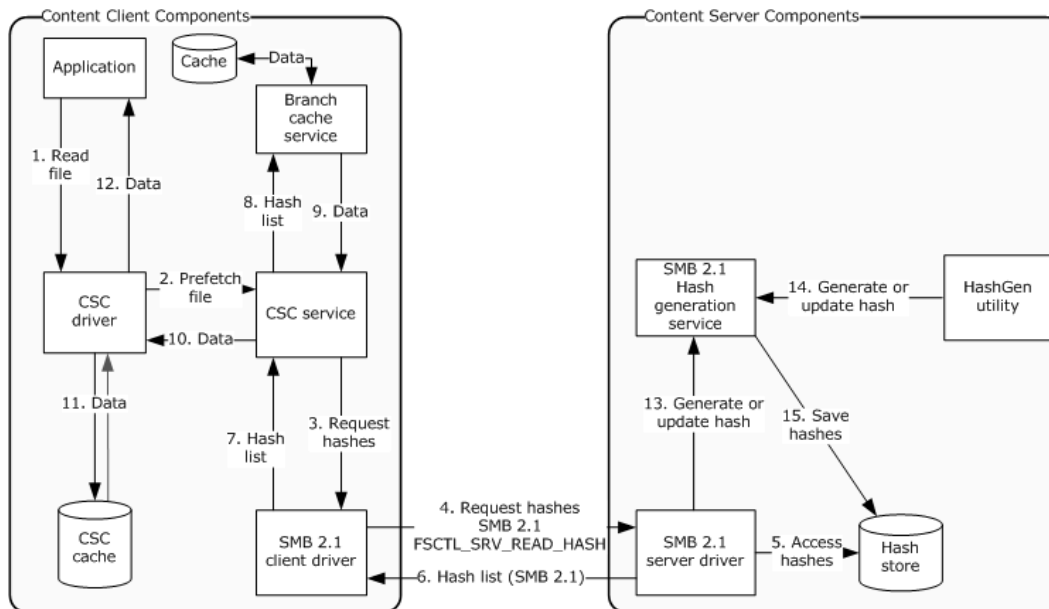 Content Client Components
Content Server Components
Application
Cache
Data
Branch
cache
service
1. Read
file
12. Data
8. Hash
list
9. Data
CSC
driver
2. Prefetch
file
CSC service
10. Data
SMB 2.1
Hash
generation
service
14. Generate or
update hash
HashGen
utility
11. Data
7. Hash
list
3. Request
hashes
13. Generate or
update hash
15. Save
hashes
CSC
cache
SMB 2.1
client driver
4. Request hashes
SMB 2.1
FSCTL_SRV_READ_HASH
6. Hash list (SMB 2.1)
SMB 2.1
server driver
5. Access
hashes
Hash
store